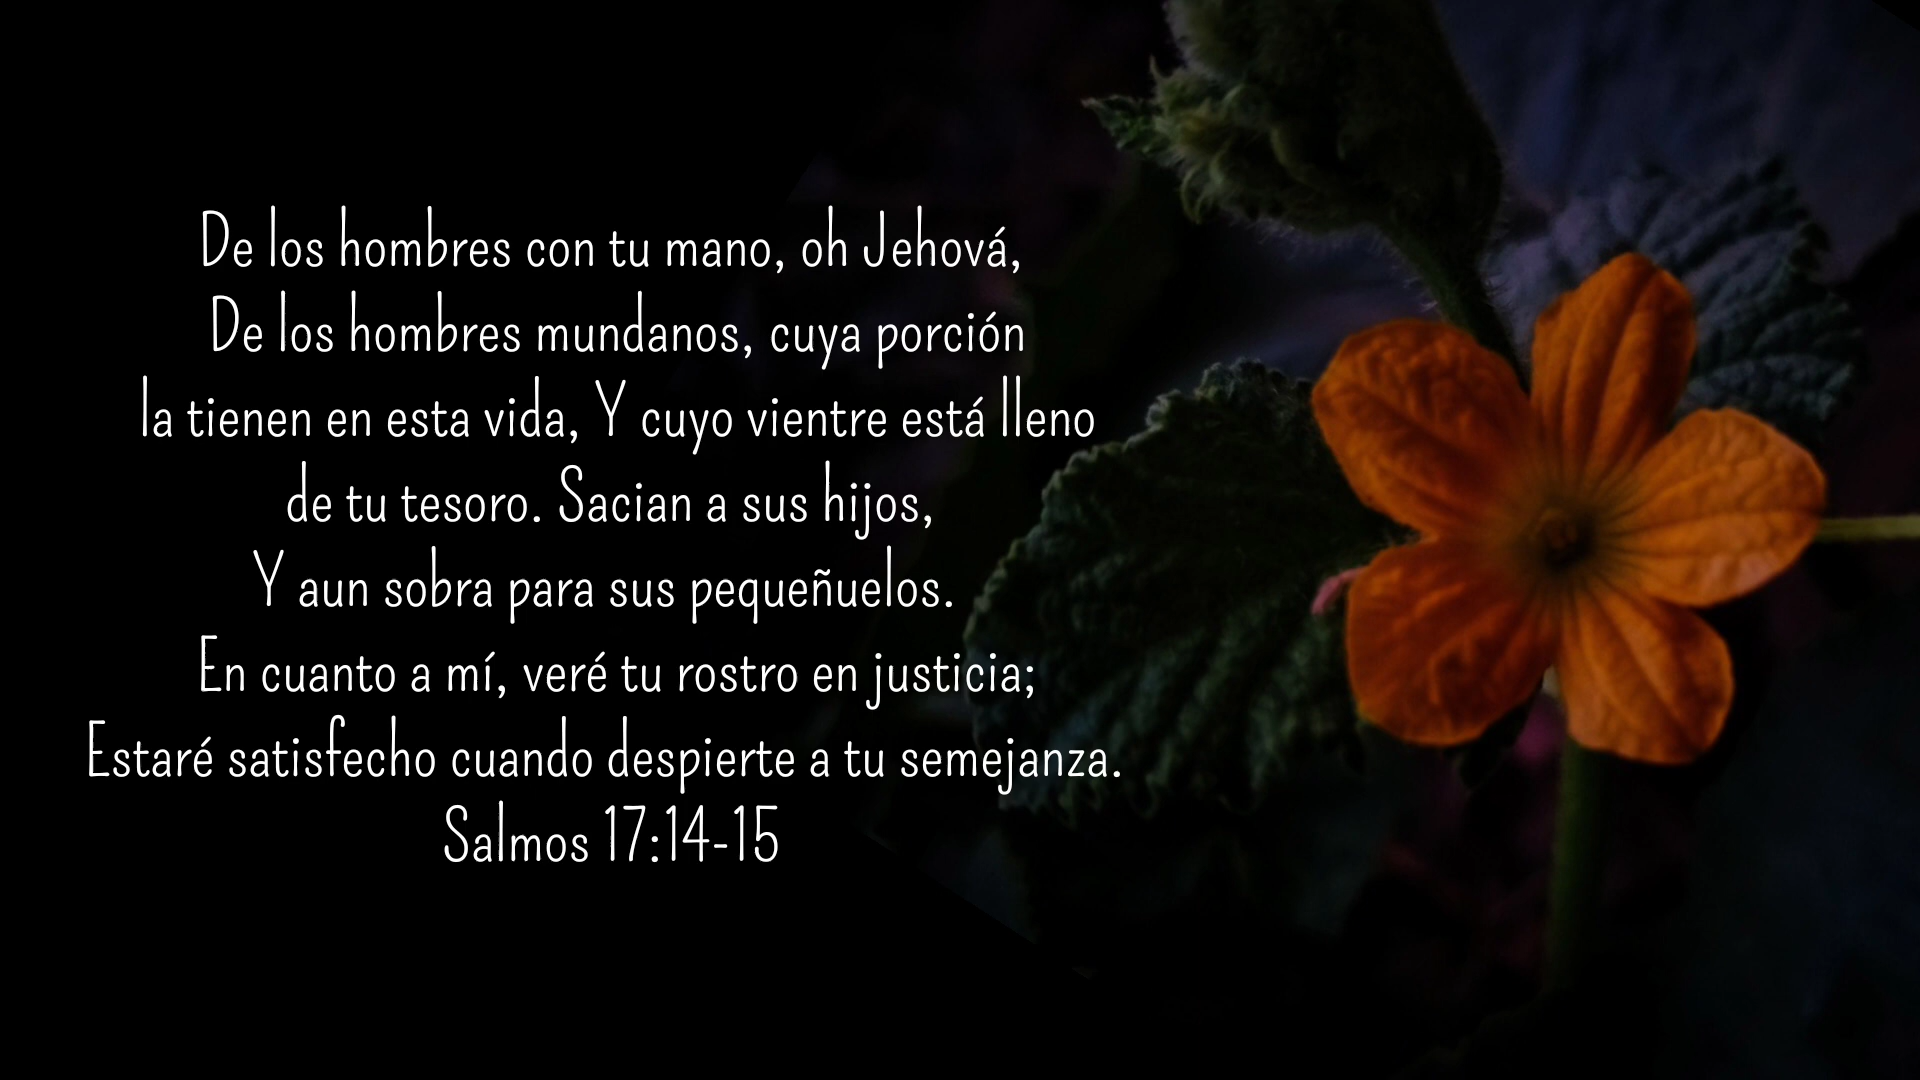 De los hombres con tu mano, oh Jehová,
De los hombres mundanos, cuya porción
la tienen en esta vida, Y cuyo vientre está lleno
de tu tesoro. Sacian a sus hijos,
Y aun sobra para sus pequeñuelos.
En cuanto a mí, veré tu rostro en justicia;
Estaré satisfecho cuando despierte a tu semejanza.
Salmos 17:14-15